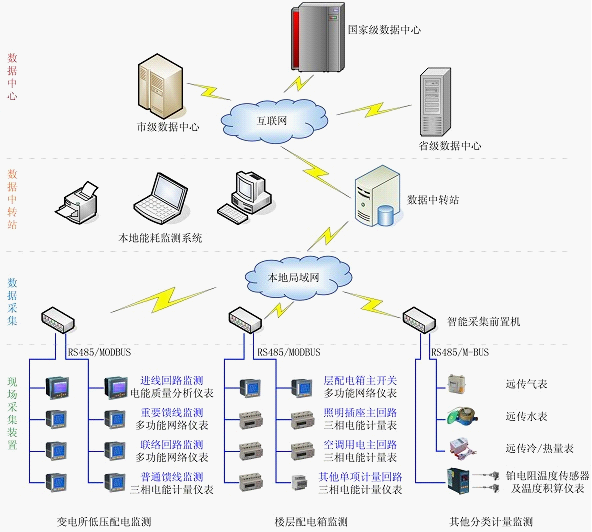 国家级数据中心
数据中心
市级数据中心
互联网
省级数据中心
数据中转站
数据中转站
本地能耗监测系统
本地局域网
数据采集
智能采集前置机
RS485/MODBUS
RS485/MODBUS
RS485/M-BUS
现场采集装置
进线回路监测
电能质量分析仪表
层配电箱主开关
多功能网络仪表
远传气表
重要馈线监测
多功能网络仪表
照明插座主回路
三相电能计量表
远传水表
联络回路监测
多功能网络仪表
空调用电主回路
三相电能计量表
远传冷/热量表
普通馈线监测
三相电能计量仪表
其他单项计量回路
三相电能计量仪表
铂电阻温度传感器
及温度积算仪表
变电所低压配电监测
楼层配电箱监测
其他分类计量监测